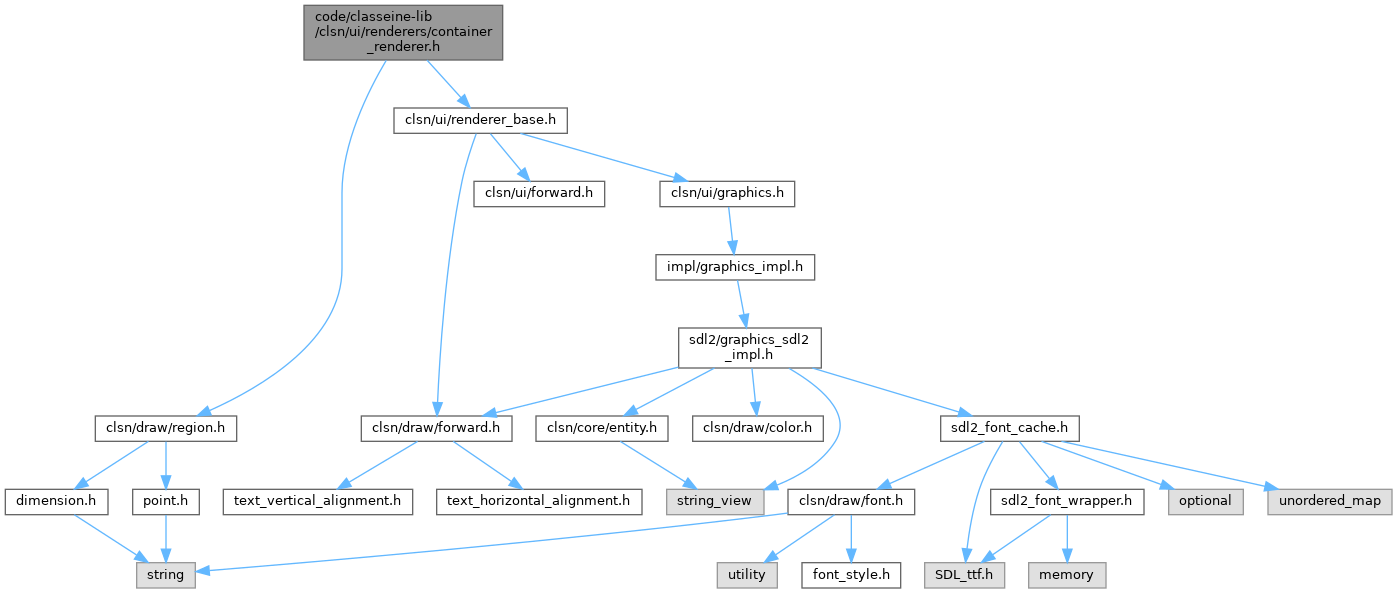 code/classeine-lib
/clsn/ui/renderers/container
_renderer.h
clsn/ui/renderer_base.h
clsn/ui/forward.h
clsn/ui/graphics.h
impl/graphics_impl.h
sdl2/graphics_sdl2
_impl.h
clsn/draw/region.h
clsn/draw/forward.h
clsn/core/entity.h
clsn/draw/color.h
sdl2_font_cache.h
dimension.h
point.h
text_vertical_alignment.h
text_horizontal_alignment.h
string_view
clsn/draw/font.h
sdl2_font_wrapper.h
optional
unordered_map
string
utility
font_style.h
SDL_ttf.h
memory